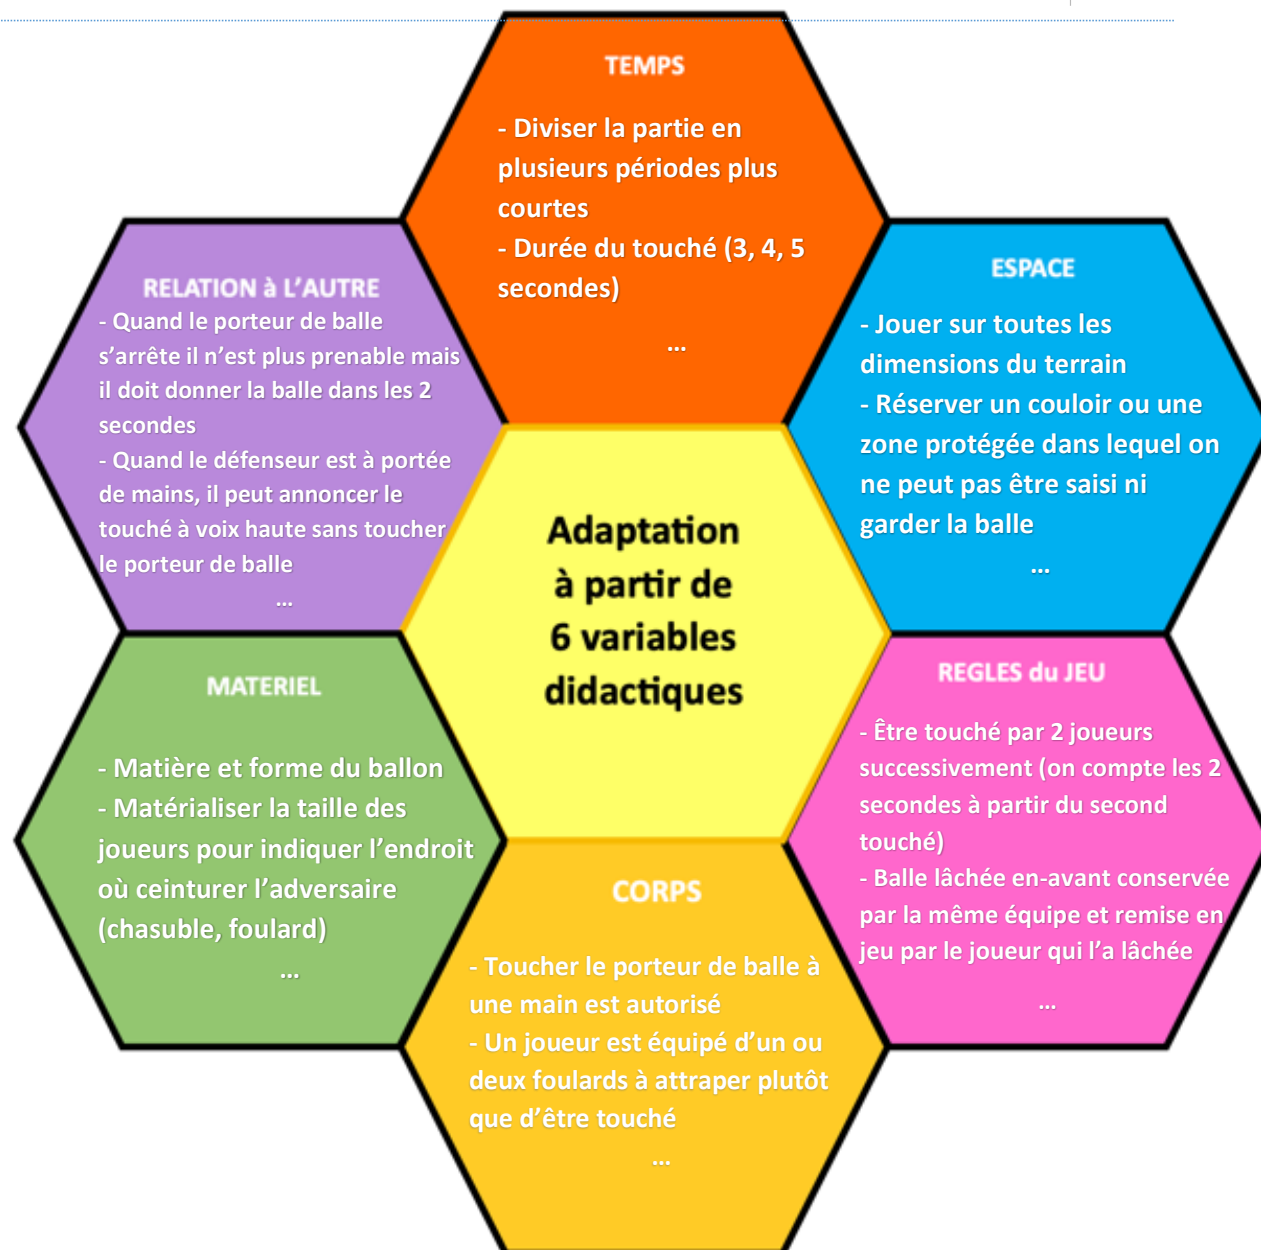 TEMPS
- Diviser la partie en
plusieurs périodes plus
courtes
- Durée du touché (3, 4, 5
secondes)
...
ESPACE
- Jouer sur toutes les
dimensions du terrain
- Réserver un couloir ou une
zone protégée dans lequel on
ne peut pas être saisi ni
garder la balle
...
RELATION à L'AUTRE
- Quand le porteur de balle
s'arrête il n'est plus prenable mais
il doit donner la balle dans les 2
secondes
- Quand le défenseur est à portée
de mains, il peut annoncer le
touché à voix haute sans toucher
le porteur de balle
...
Adaptation
à partir de
6 variables
didactiques
MATERIEL
- Matière et forme du ballon
- Matérialiser la taille des
joueurs pour indiquer l'endroit
où ceinturer l'adversaire
(chasuble, foulard)
...
REGLES du JEU
- Être touché par 2 joueurs
successivement (on compte les 2
secondes à partir du second
touché)
- Balle lâchée en-avant conservée
par la même équipe et remise en
jeu par le joueur qui l'a lâchée
...
CORPS
- Toucher le porteur de balle à
une main est autorisé
- Un joueur est équipé d'un ou
deux foulards à attraper plutôt
que d'être touché
...